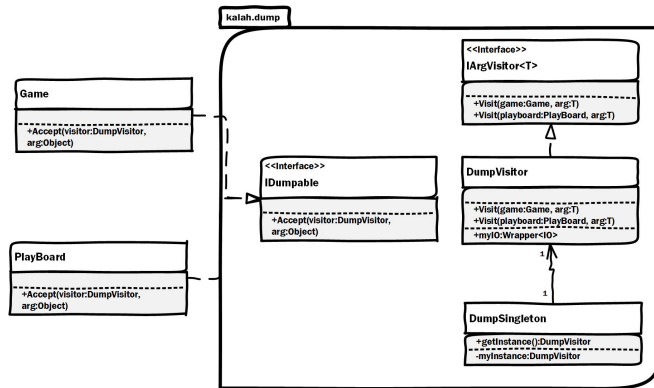 kalah.dump
<<Interface>>
IArgVisitor<T>
+Visit(game:Game, arg:T)
+Visit(playboard:PlayBoard, arg:T)
Game
+Accept(visitor:DumpVisitor,
arg:Object)
<<Interface>>
IDumpable
+Accept(visitor:DumpVisitor,
arg:Object)
DumpVisitor
+Visit(game:Game, arg:T)
+Visit(playboard:PlayBoard, arg:T)
+myIO:Wrapper<IO>
PlayBoard
+Accept(visitor:DumpVisitor,
arg:Object)
1
1
DumpSingleton
+getInstance():DumpVisitor
-myInstance:DumpVisitor